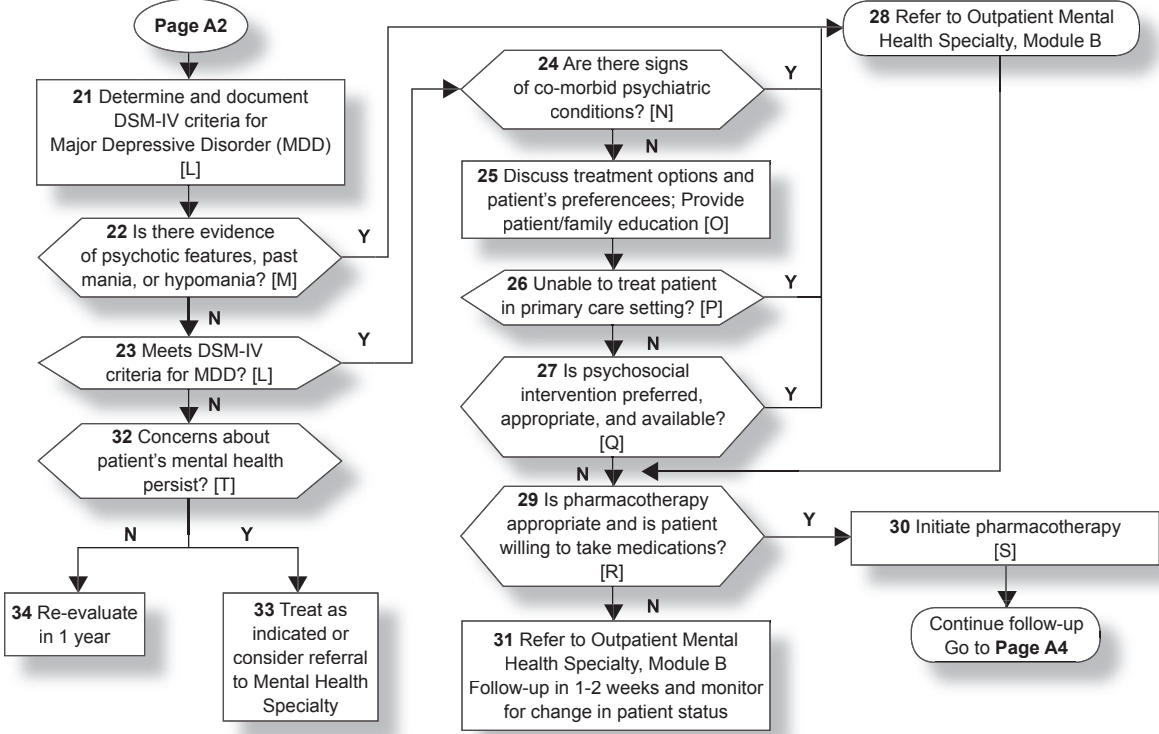 Page A2
21 Determine and document
DSM-IV criteria for
Major Depressive Disorder (MDD)
[L]
22 Is there evidence
of psychotic features, past
mania, or hypomania? [M]
Y
N
23 Meets DSM-IV
criteria for MDD? [L]
Y
N
32 Concerns about
patient's mental health
persist? [T]
N
Y
34 Re-evaluate
in 1 year
33 Treat as
indicated or
consider referral
to Mental Health
Specialty
24 Are there signs
of co-morbid psychiatric
conditions? [N]
Y
N
25 Discuss treatment options and
patient's preferencees; Provide
patient/family education [O]
26 Unable to treat patient
in primary care setting? [P]
Y
N
27 Is psychosocial
intervention preferred,
appropriate, and available?
[Q]
Y
N
28 Refer to Outpatient Mental
Health Specialty, Module B
29 Is pharmacotherapy
appropriate and is patient
willing to take medications?
[R]
Y
N
30 Initiate pharmacotherapy
[S]
Continue follow-up
Go to Page A4
31 Refer to Outpatient Mental
Health Specialty, Module B
Follow-up in 1-2 weeks and monitor
for change in patient status